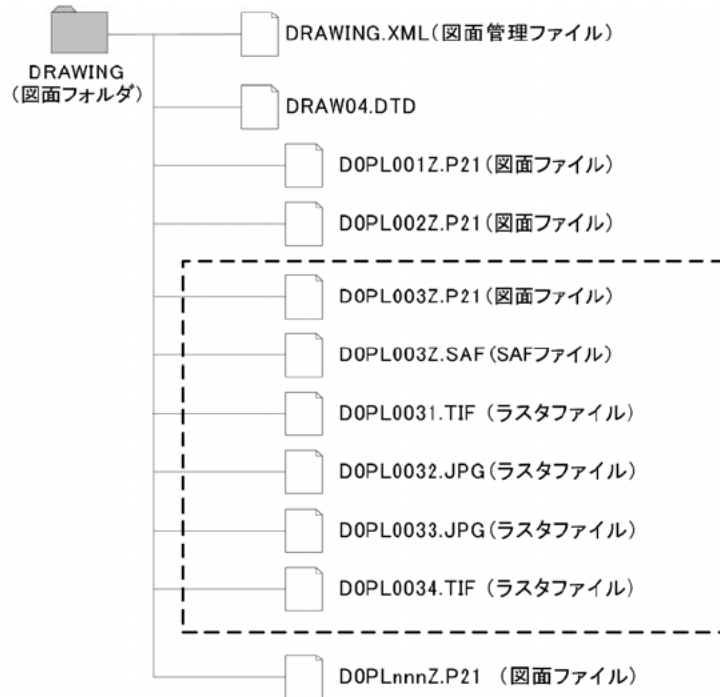 DRAWING.XML(図面管理ファイル)
DRAWING
(図面フォルダ)
DRAW04.DTD
D0PL001Z.P21(図面ファイル)
D0PL002Z.P21(図面ファイル)
D0PL003Z.P21(図面ファイル)
D0PL003Z.SAF(SAFファイル)
D0PL0031.TIF (ラスタファイル)
D0PL0032.JPG(ラスタファイル)
D0PL0033.JPG(ラスタファイル)
D0PL0034.TIF (ラスタファイル)
D0PLnnnZ.P21 (図面ファイル)